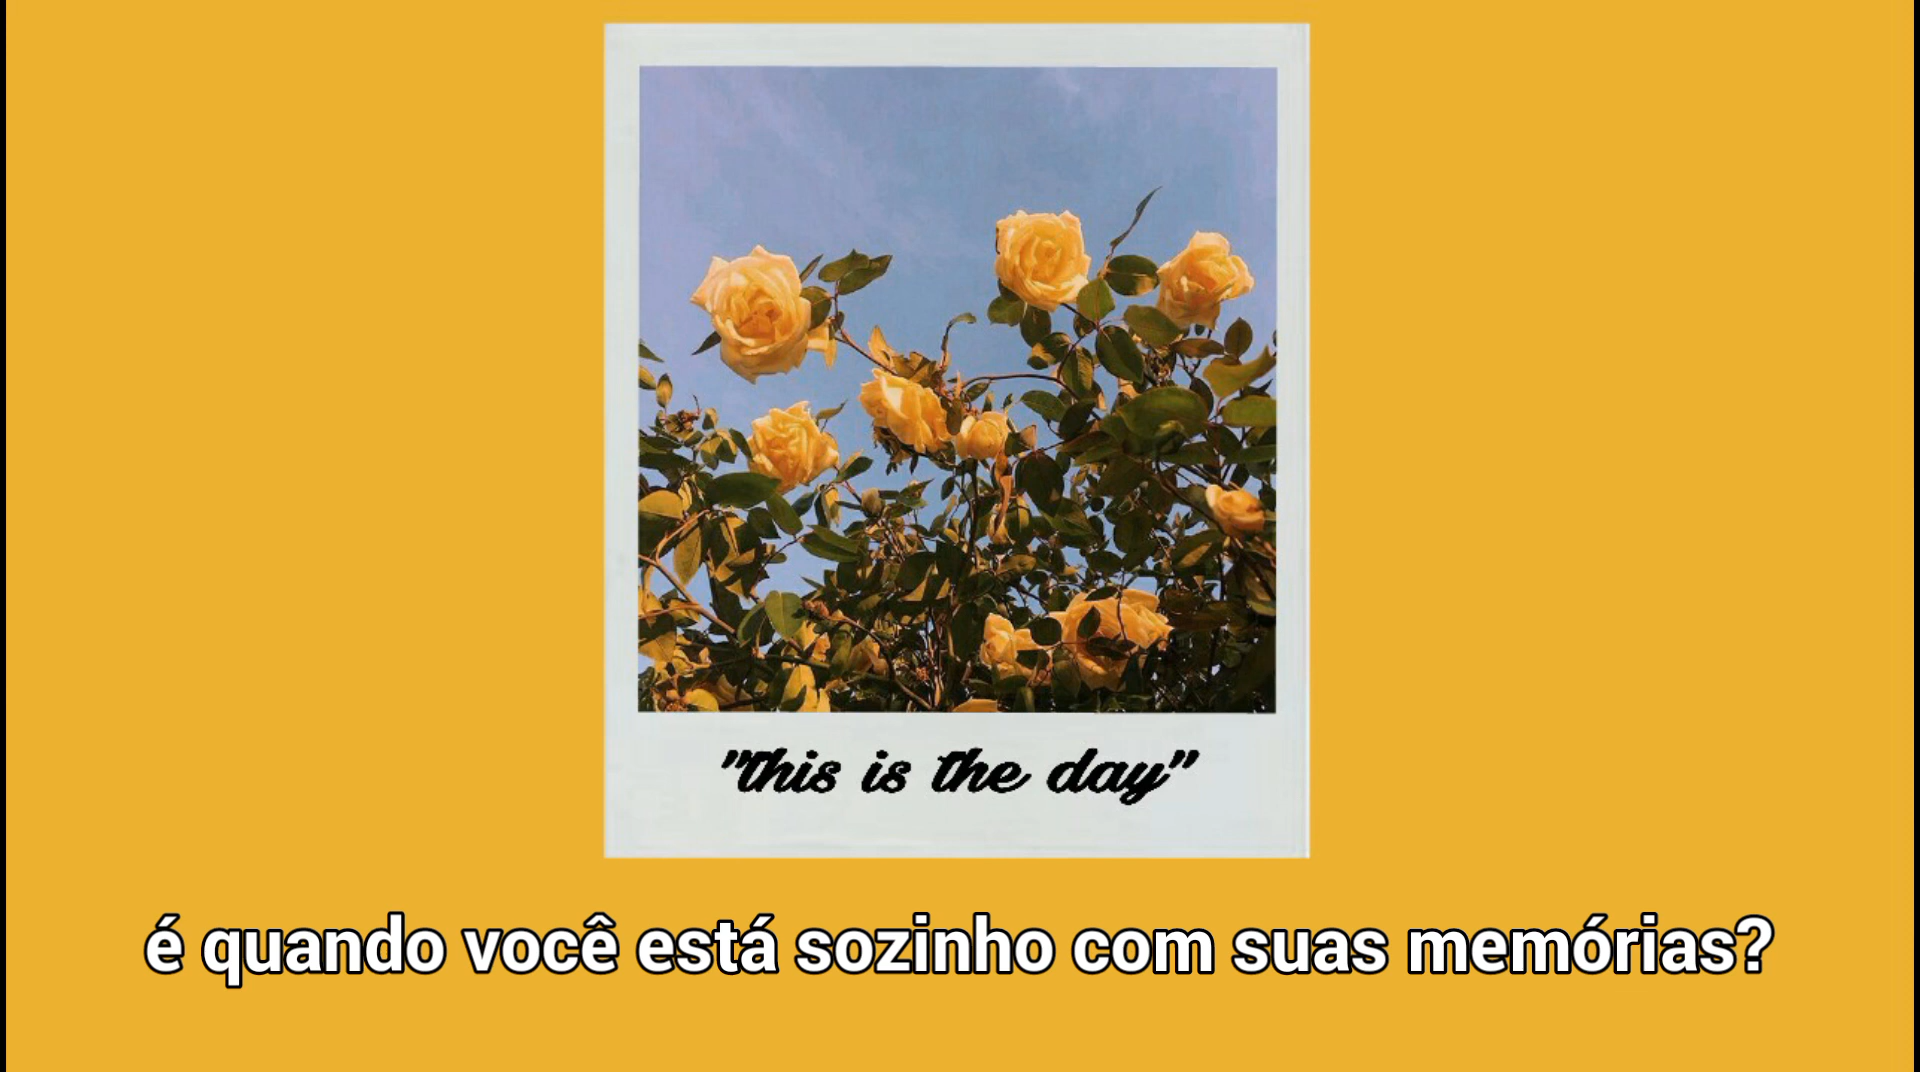 "this is the day"
é quando você está sozinho com suas memórias?